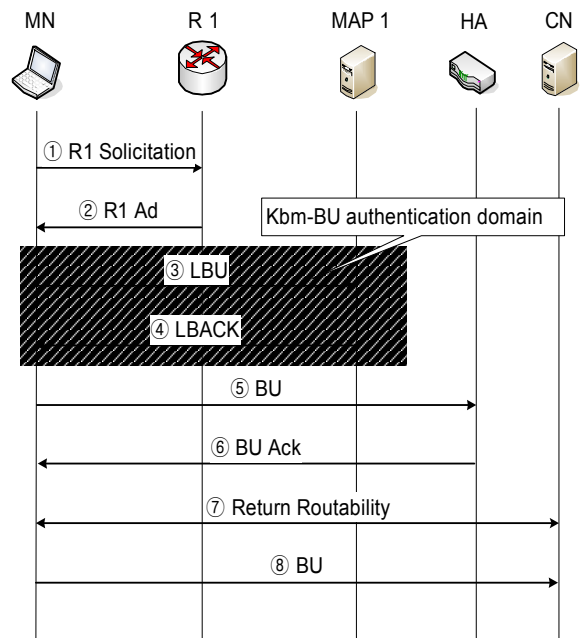 MN R 1 MAP 1 HA CN
① R1 Solicitation
② R1 Ad
Kbm-BU authentication domain
③ LBU
④ LBACK
⑤ BU
⑥ BU Ack
⑦ Return Routability
⑧ BU